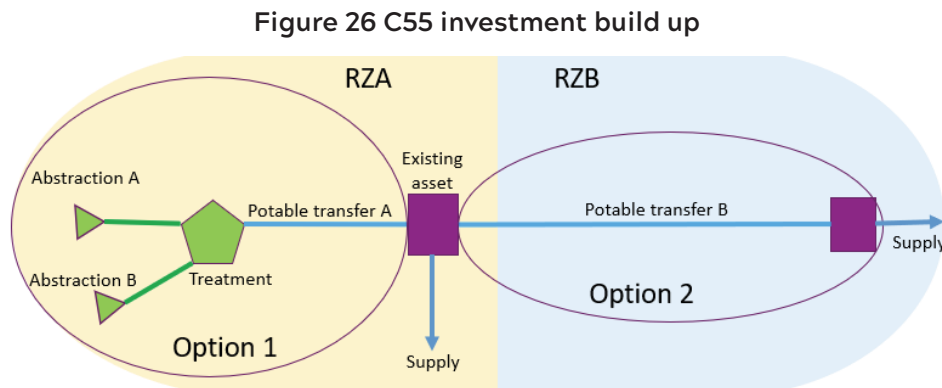 Figure 26 C55 investment build up
RZA
RZB
Existing
asset
Abstraction A
Potable transfer A
Potable transfer B
Supply
Abstraction B
Treatment
Option 2
Option 1
Supply